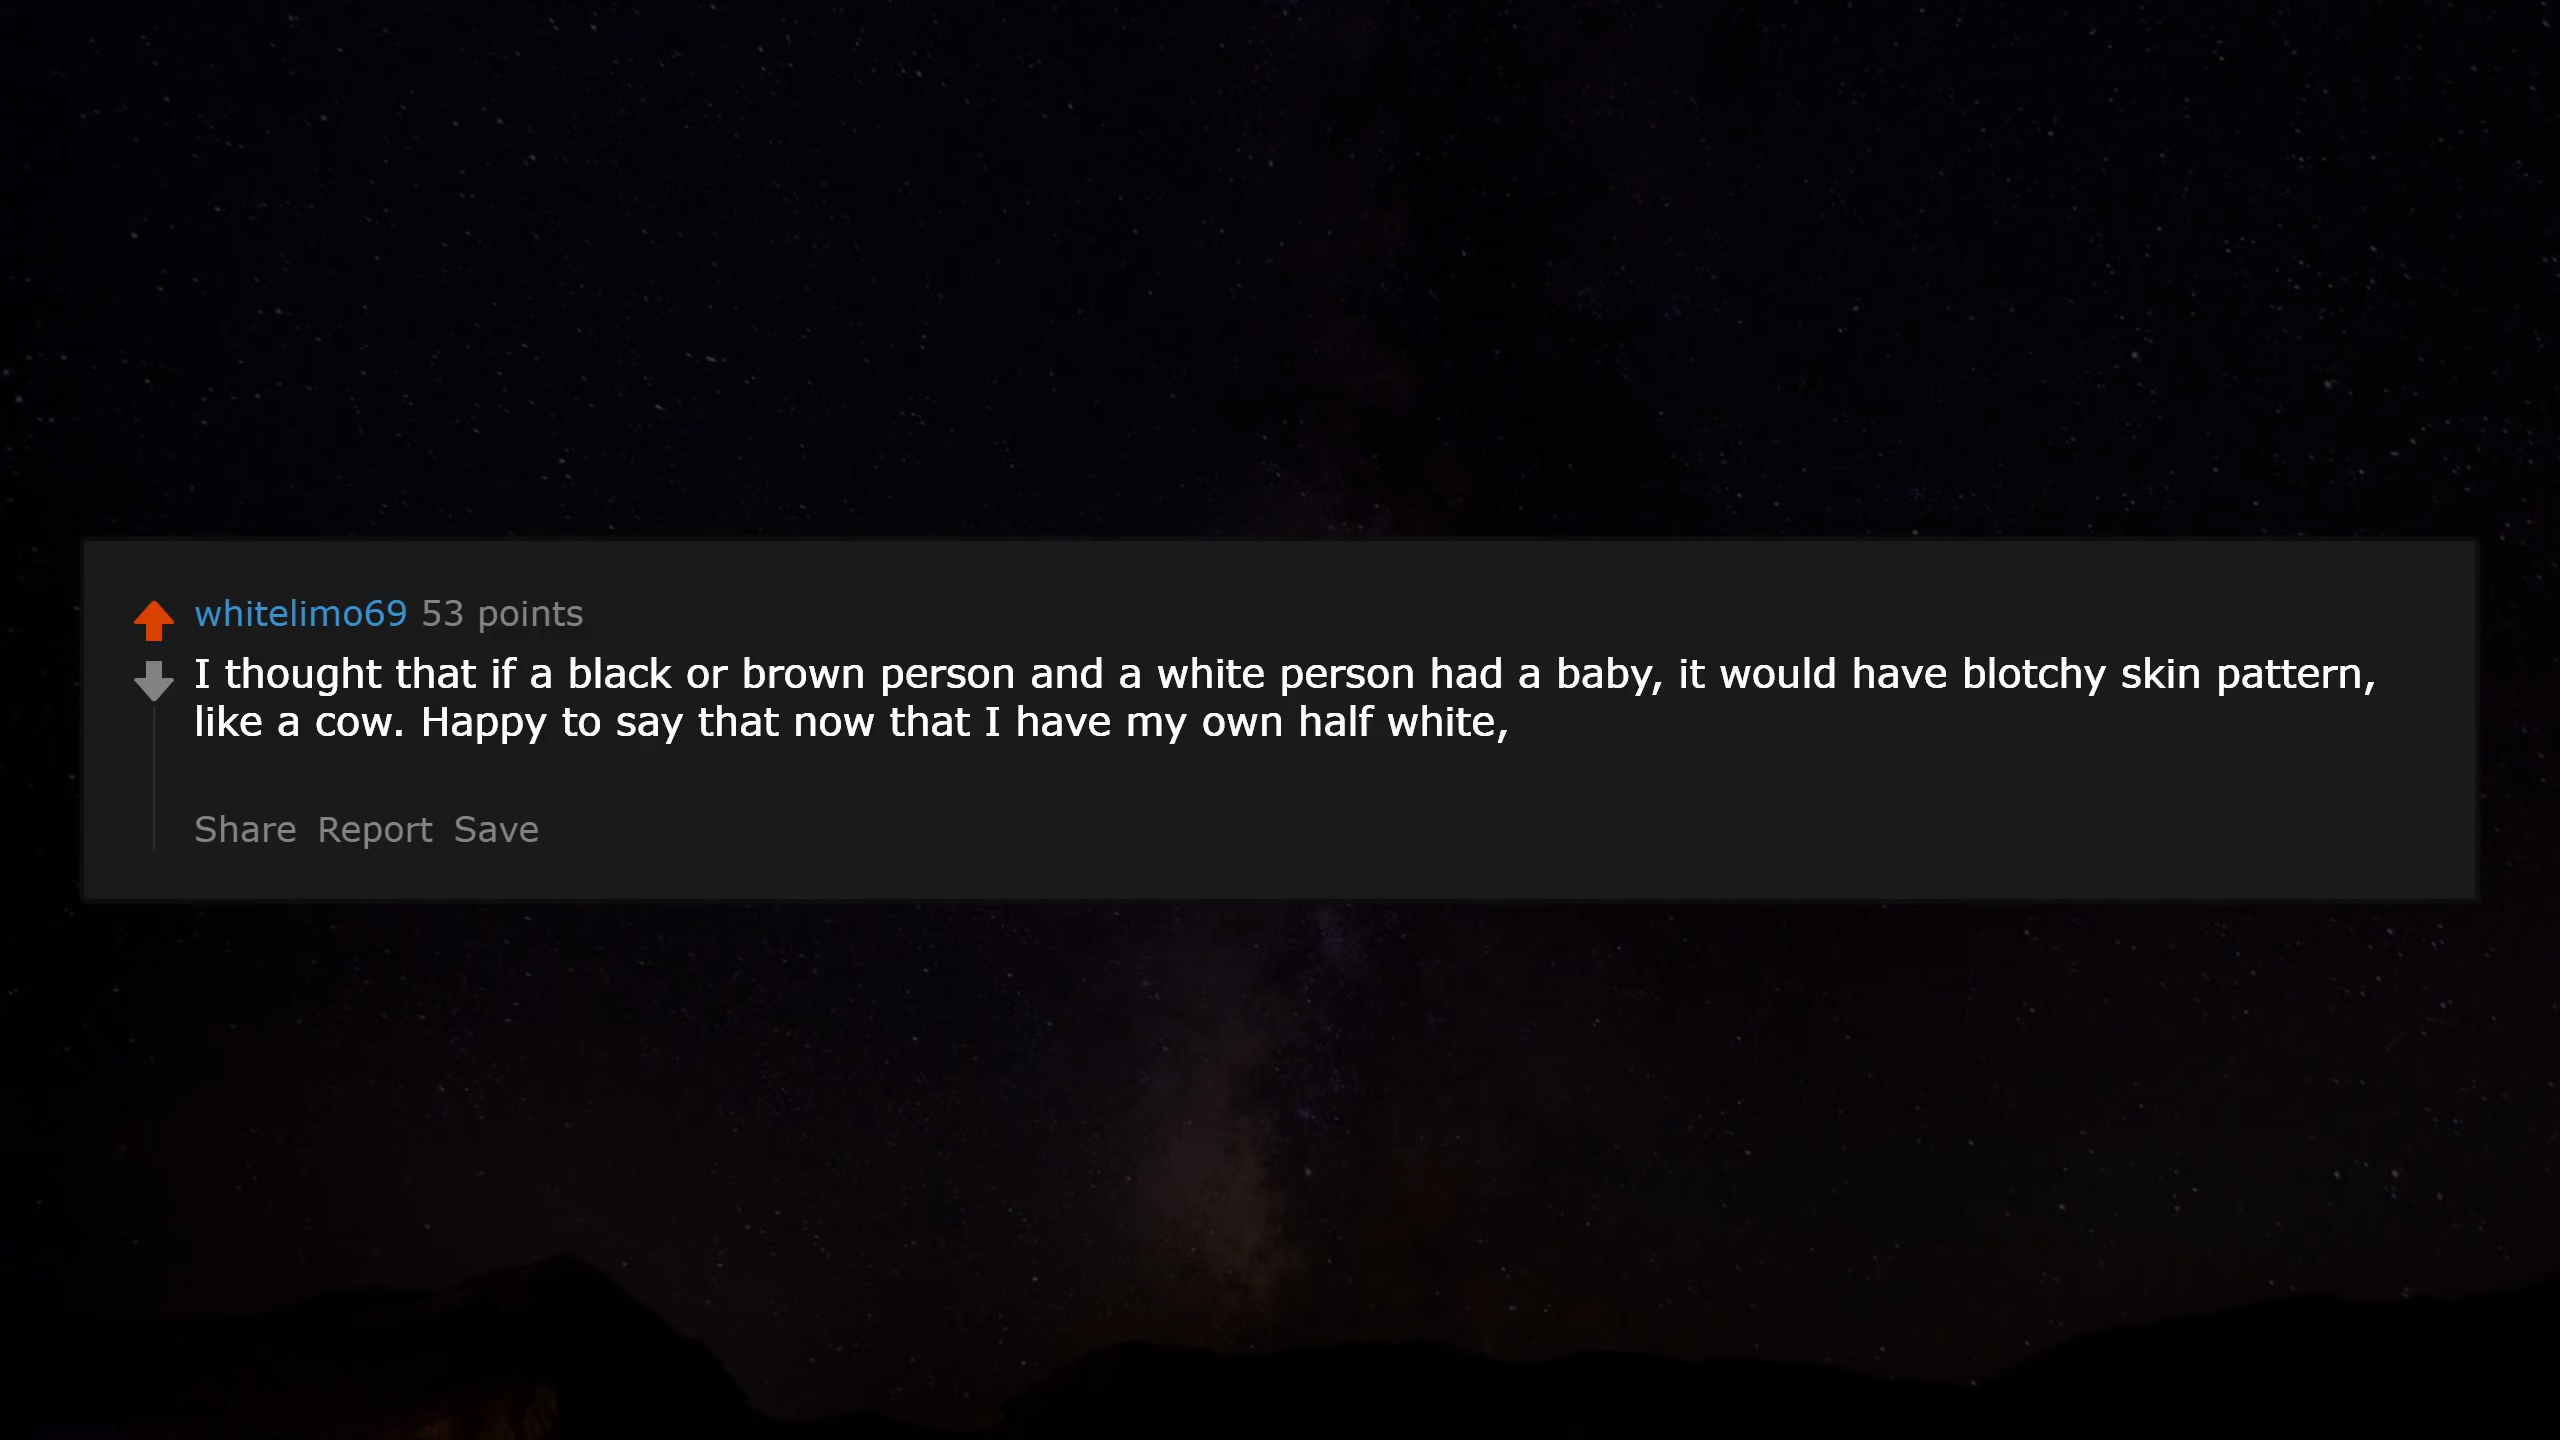 whitelimo69 53 points
I thought that if a black or brown person and a white person had a baby, it would have blotchy skin pattern,
like a cow. Happy to say that now that I have my own half white,
Share Report Save